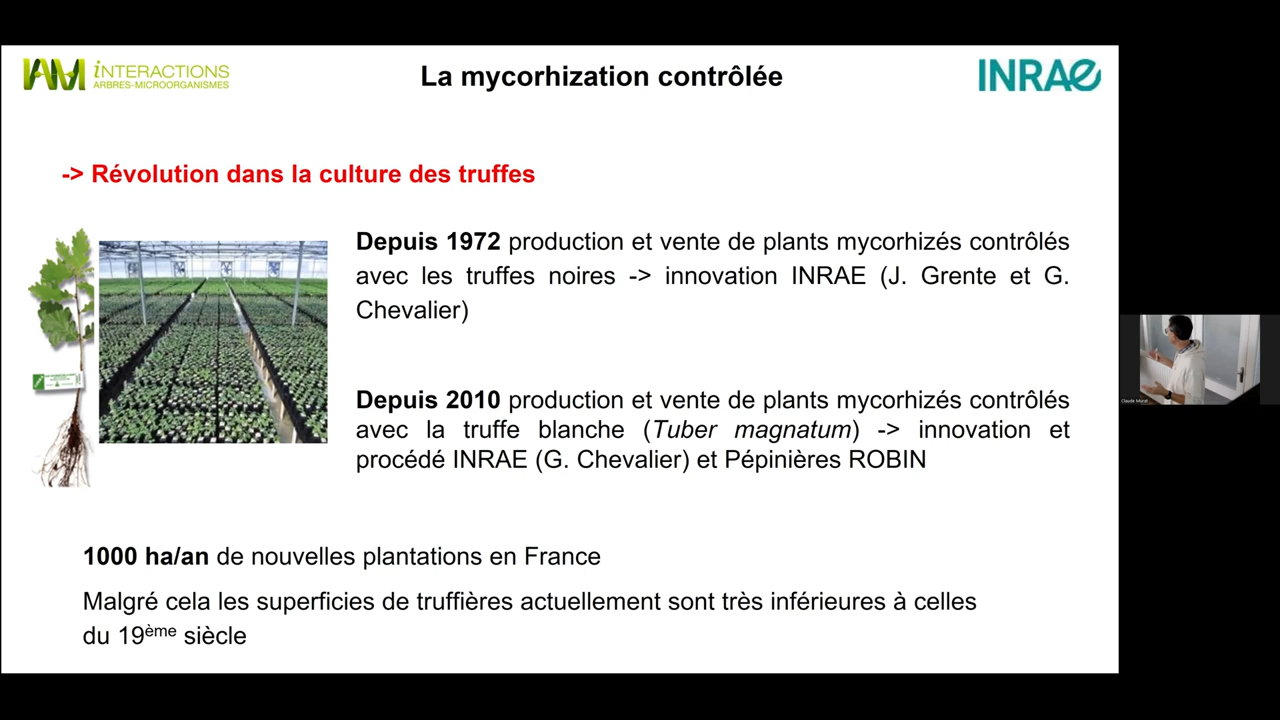 IAM iNTERACTIONS
ARBRES-MICROORGANISMES
La mycorhization contrôlée
INRAE
-> Révolution dans la culture des truffes
Depuis 1972 production et vente de plants mycorhizés contrôlés
avec les truffes noires -> innovation INRAE (J. Grente et G.
Chevalier)
Depuis 2010 production et vente de plants mycorhizés contrôlés
avec la truffe blanche (Tuber magnatum) -> innovation et
procédé INRAE (G. Chevalier) et Pépinières ROBIN
1000 ha/an de nouvelles plantations en France
Malgré cela les superficies de truffières actuellement sont très inférieures à celles
du 19ème siècle
Claude Murat